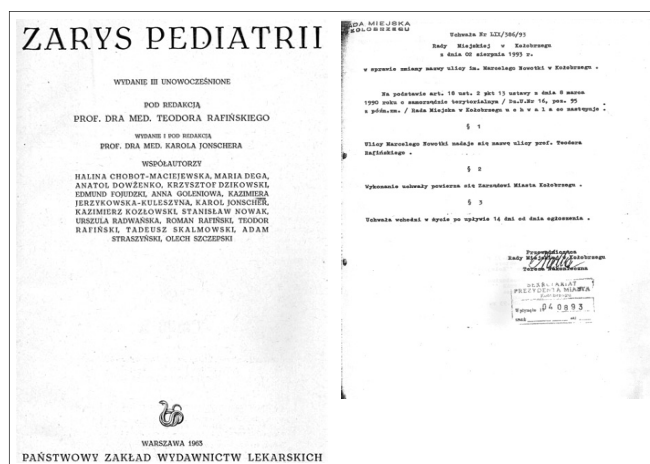 ZARYS PEDIATRII
WYDANIE III UNOWOCZEŚNIONE
POD REDAKCJĄ
PROF. DRA MED. TEODORA RAFIŃSKIEGO
WYDANIE I POD REDAKCJĄ
PROF. DRA MED. KAROLA JONSCHERA
WSPÓŁAUTORZY
HALINA CHOBOT-MACIEJEWSKA, MARIA DEGA,
ANATOL DOWŻENKO, KRZYSZTOF DZIKOWSKI,
EDMUND FOJUDZKI, ANNA GOLENIOWA, KAZIMIERA
JERZYKOWSKA-KULESZYNA, KAROL JONSCHER,
KAZIMIERZ KOZŁOWSKI, STANISŁAW NOWAK,
URSZULA RADWAŃSKA, ROMAN RAFIŃSKI, TEODOR
RAFIŃSKI, TADEUSZ SKALMOWSKI, ADAM
STRASZYŃSKI, OLECH SZCZEPSKI
WARSZAWA 1963
PAŃSTWOWY ZAKŁAD WYDAWNICTW LEKARSKICH
DA MIEJSKA
KOŁOBRZEGU
Uchwała Nr LIX/386/93
Rady Miejskiej w Kołobrzegu
z dnia 02 sierpnia 1993 r.
w sprawie zmiany nazwy ulicy im. Marcelego Nowotki w Kołobrzegu .
Na podstawie art. 18 ust. 2 pkt 13 ustawy z dnia 8 marca
1990 roku o samorządzie terytorialnym / Dz.U.Nr 16, poz. 95
z późn.zm. / Rada Miejska w Kołobrzegu u c h w a l a co następuje .
§ 1
Ulicy Marcelego Nowotki nadaje się nazwę ulicy prof. Teodora
Rafińskiego .
§ 2
Wykonanie uchwały powierza się Zarządowi Miasta Kołobrzegu .
§ 3
Uchwała wchodzi w życie po upływie 14 dni od dnia ogłoszenia .
Przewodnicząca
Rady Miejskiej w Kołobrzegu
Teresa
SEKRETARIAT
PREZYDENTA MIASTA
Kołobrzegu
Wpłynęło 04 08 93